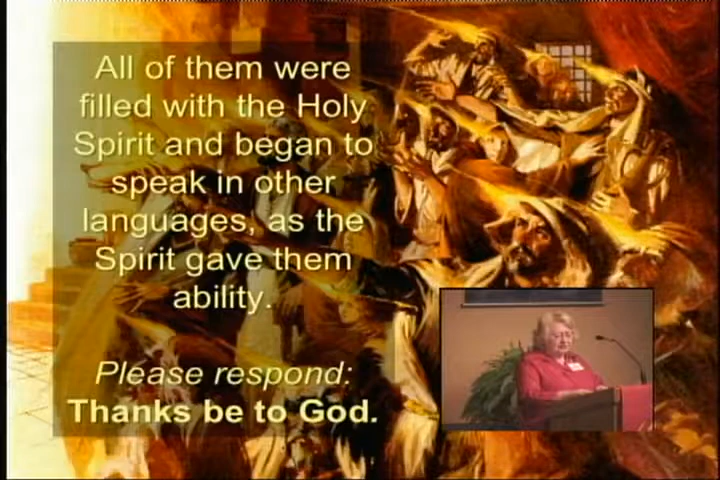 All of them were
filled with the Holy
Spirit and began to
speak in other
languages, as the
Spirit gave them
ability.
Please respond:
Thanks be to God.